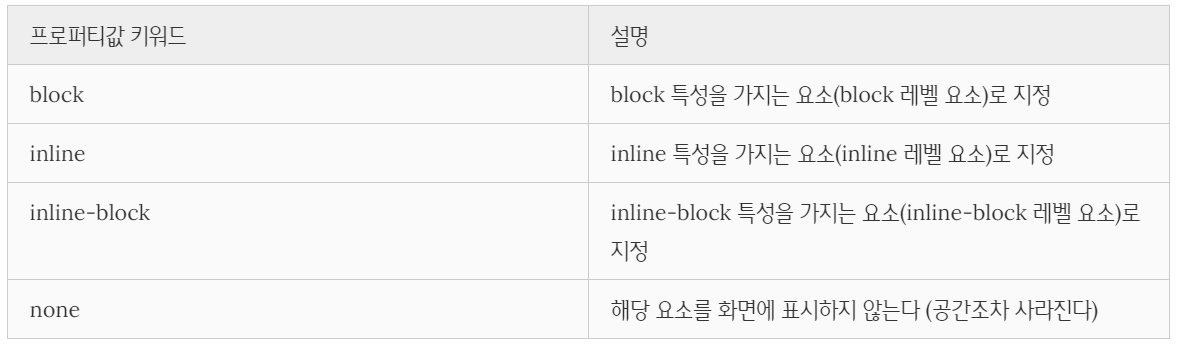 프로퍼티값 키워드
설명
block
block 특성을 가지는 요소(block 레벨 요소)로 지정
inline
inline 특성을 가지는 요소(inline 레벨 요소)로 지정
inline-block
inline-block 특성을 가지는 요소(inline-block 레벨 요소)로
지정
none
해당 요소를 화면에 표시하지 않는다 (공간조차 사라진다)